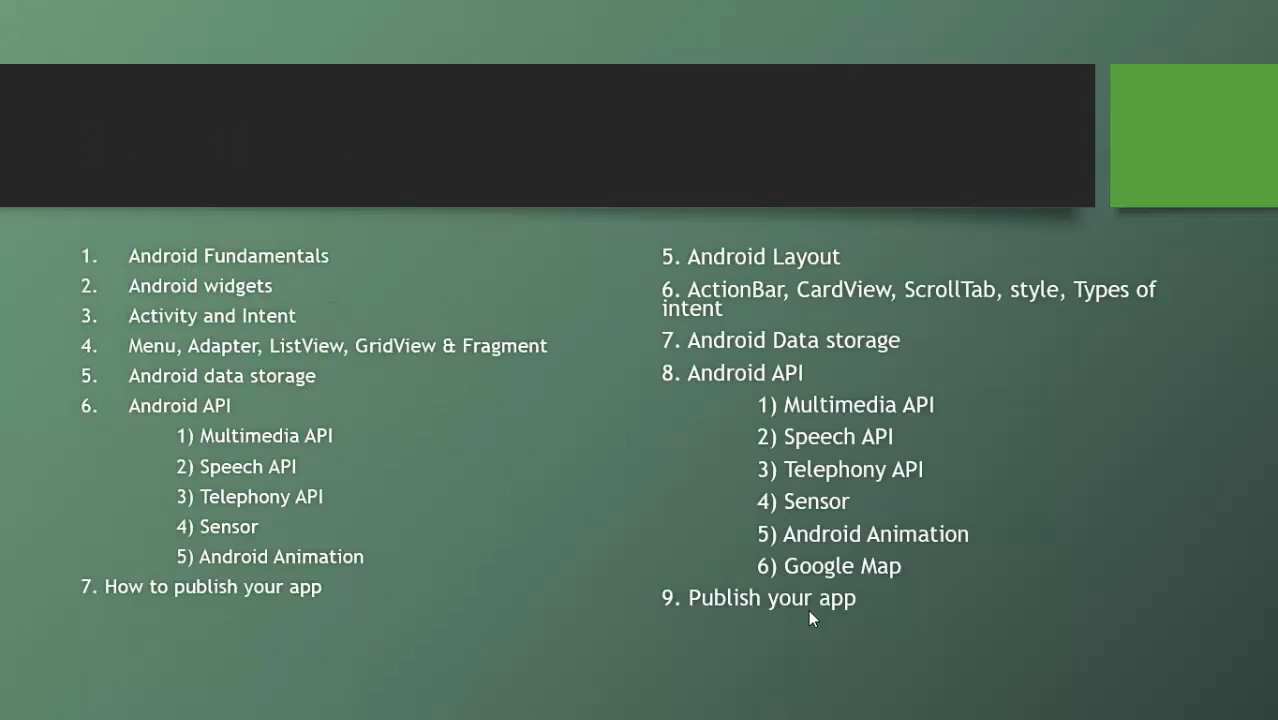 1. Android Fundamentals
2. Android widgets
3. Activity and Intent
4. Menu, Adapter, ListView, GridView & Fragment
5. Android data storage
6. Android API
1) Multimedia API
2) Speech API
3) Telephony API
4) Sensor
5) Android Animation
7. How to publish your app
5. Android Layout
6. ActionBar, CardView, ScrollTab, style, Types of
intent
7. Android Data storage
8. Android API
1) Multimedia API
2) Speech API
3) Telephony API
4) Sensor
5) Android Animation
6) Google Map
9. Publish your app